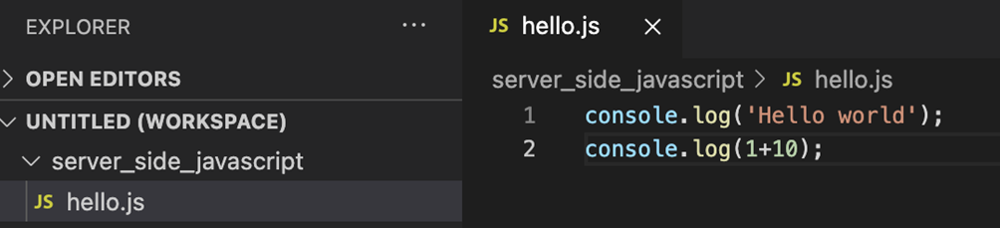 EXPLORER ...
OPEN EDITORS
UNTITLED (WORKSPACE)
server_side_javascript
JS hello.js
JS hello.js
server_side_javascript > JS hello.js
1 console.log('Hello world');
2 console.log(1+10);